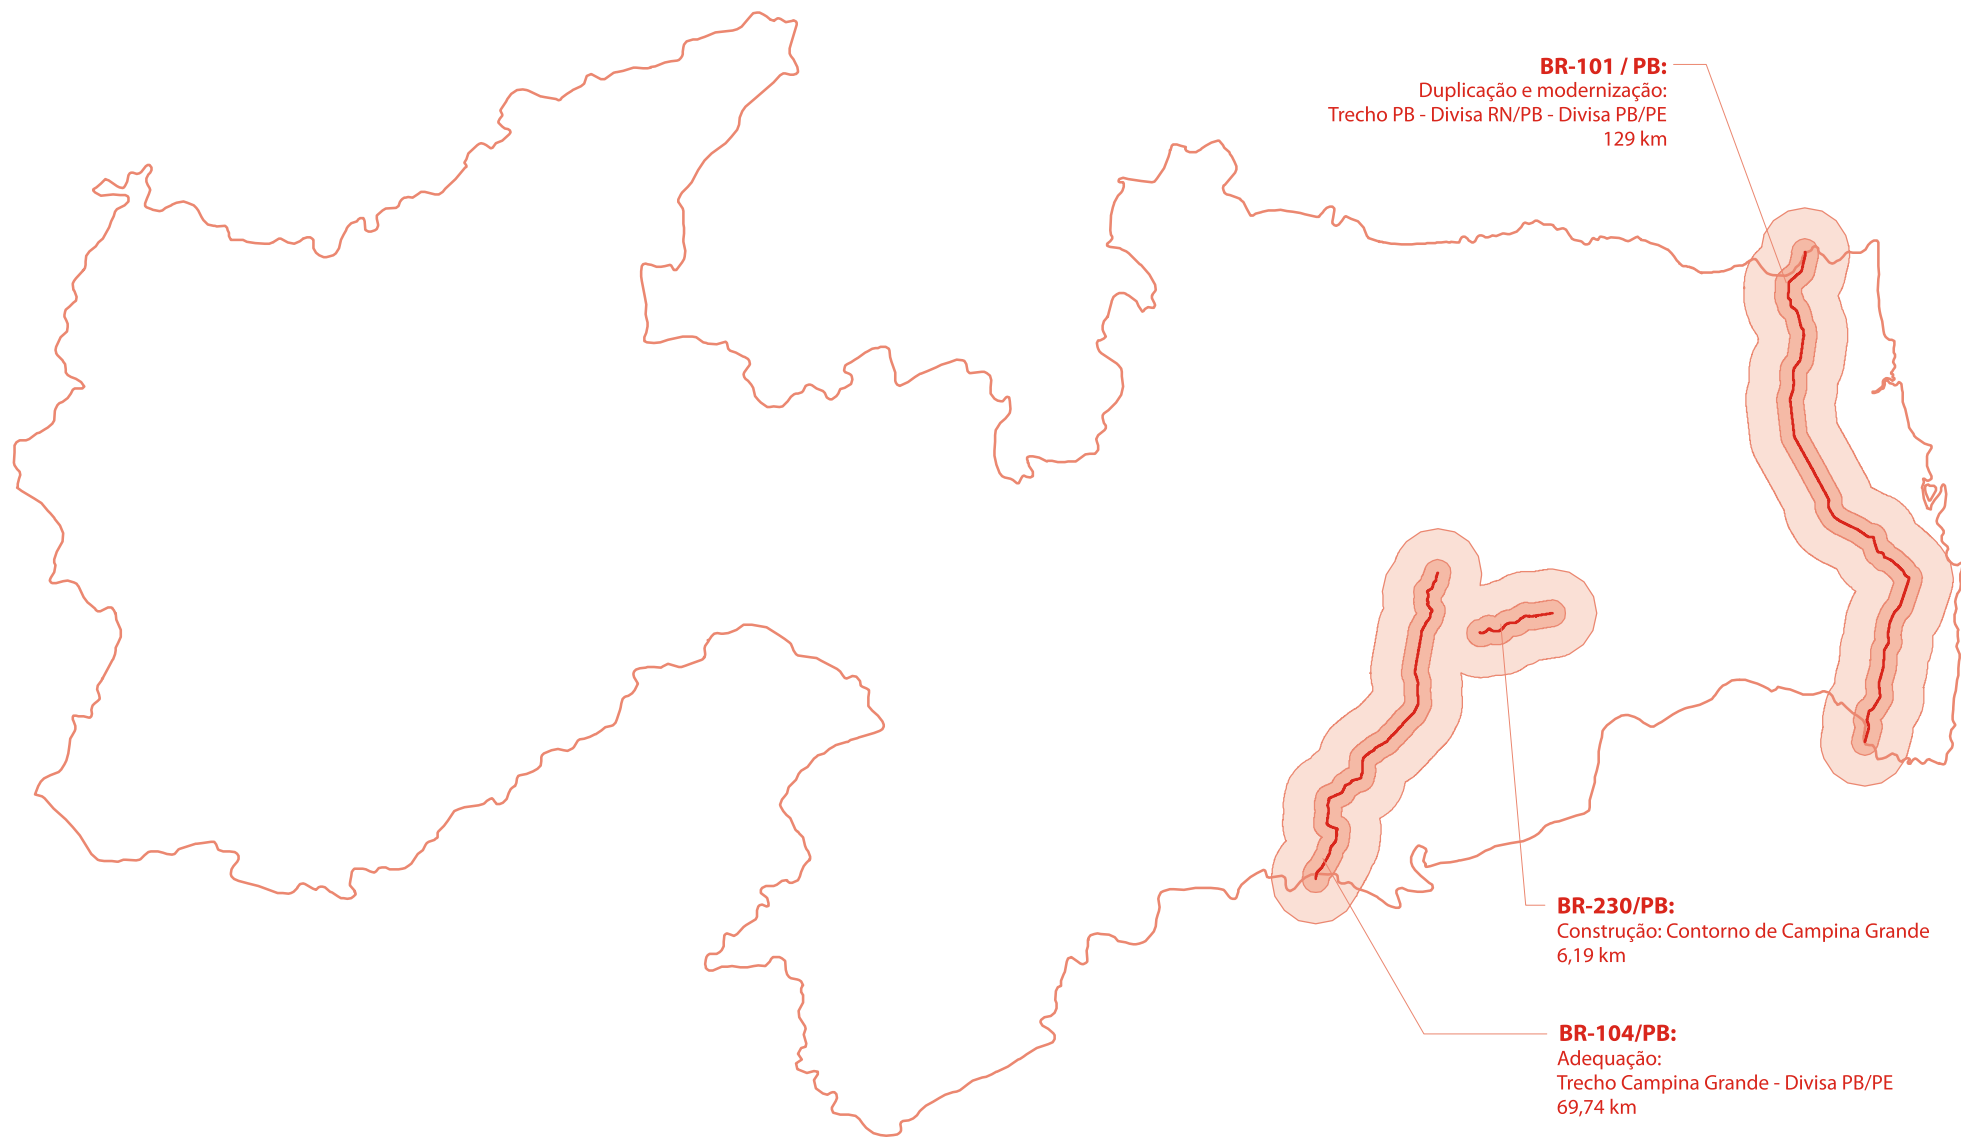 BR-101 / PB:
Duplicação e modernização:
Trecho PB - Divisa RN/PB - Divisa PB/PE
129 km
BR-230/PB:
Construção: Contorno de Campina Grande
6,19 km
BR-104/PB:
Adequação:
Trecho Campina Grande - Divisa PB/PE
69,74 km